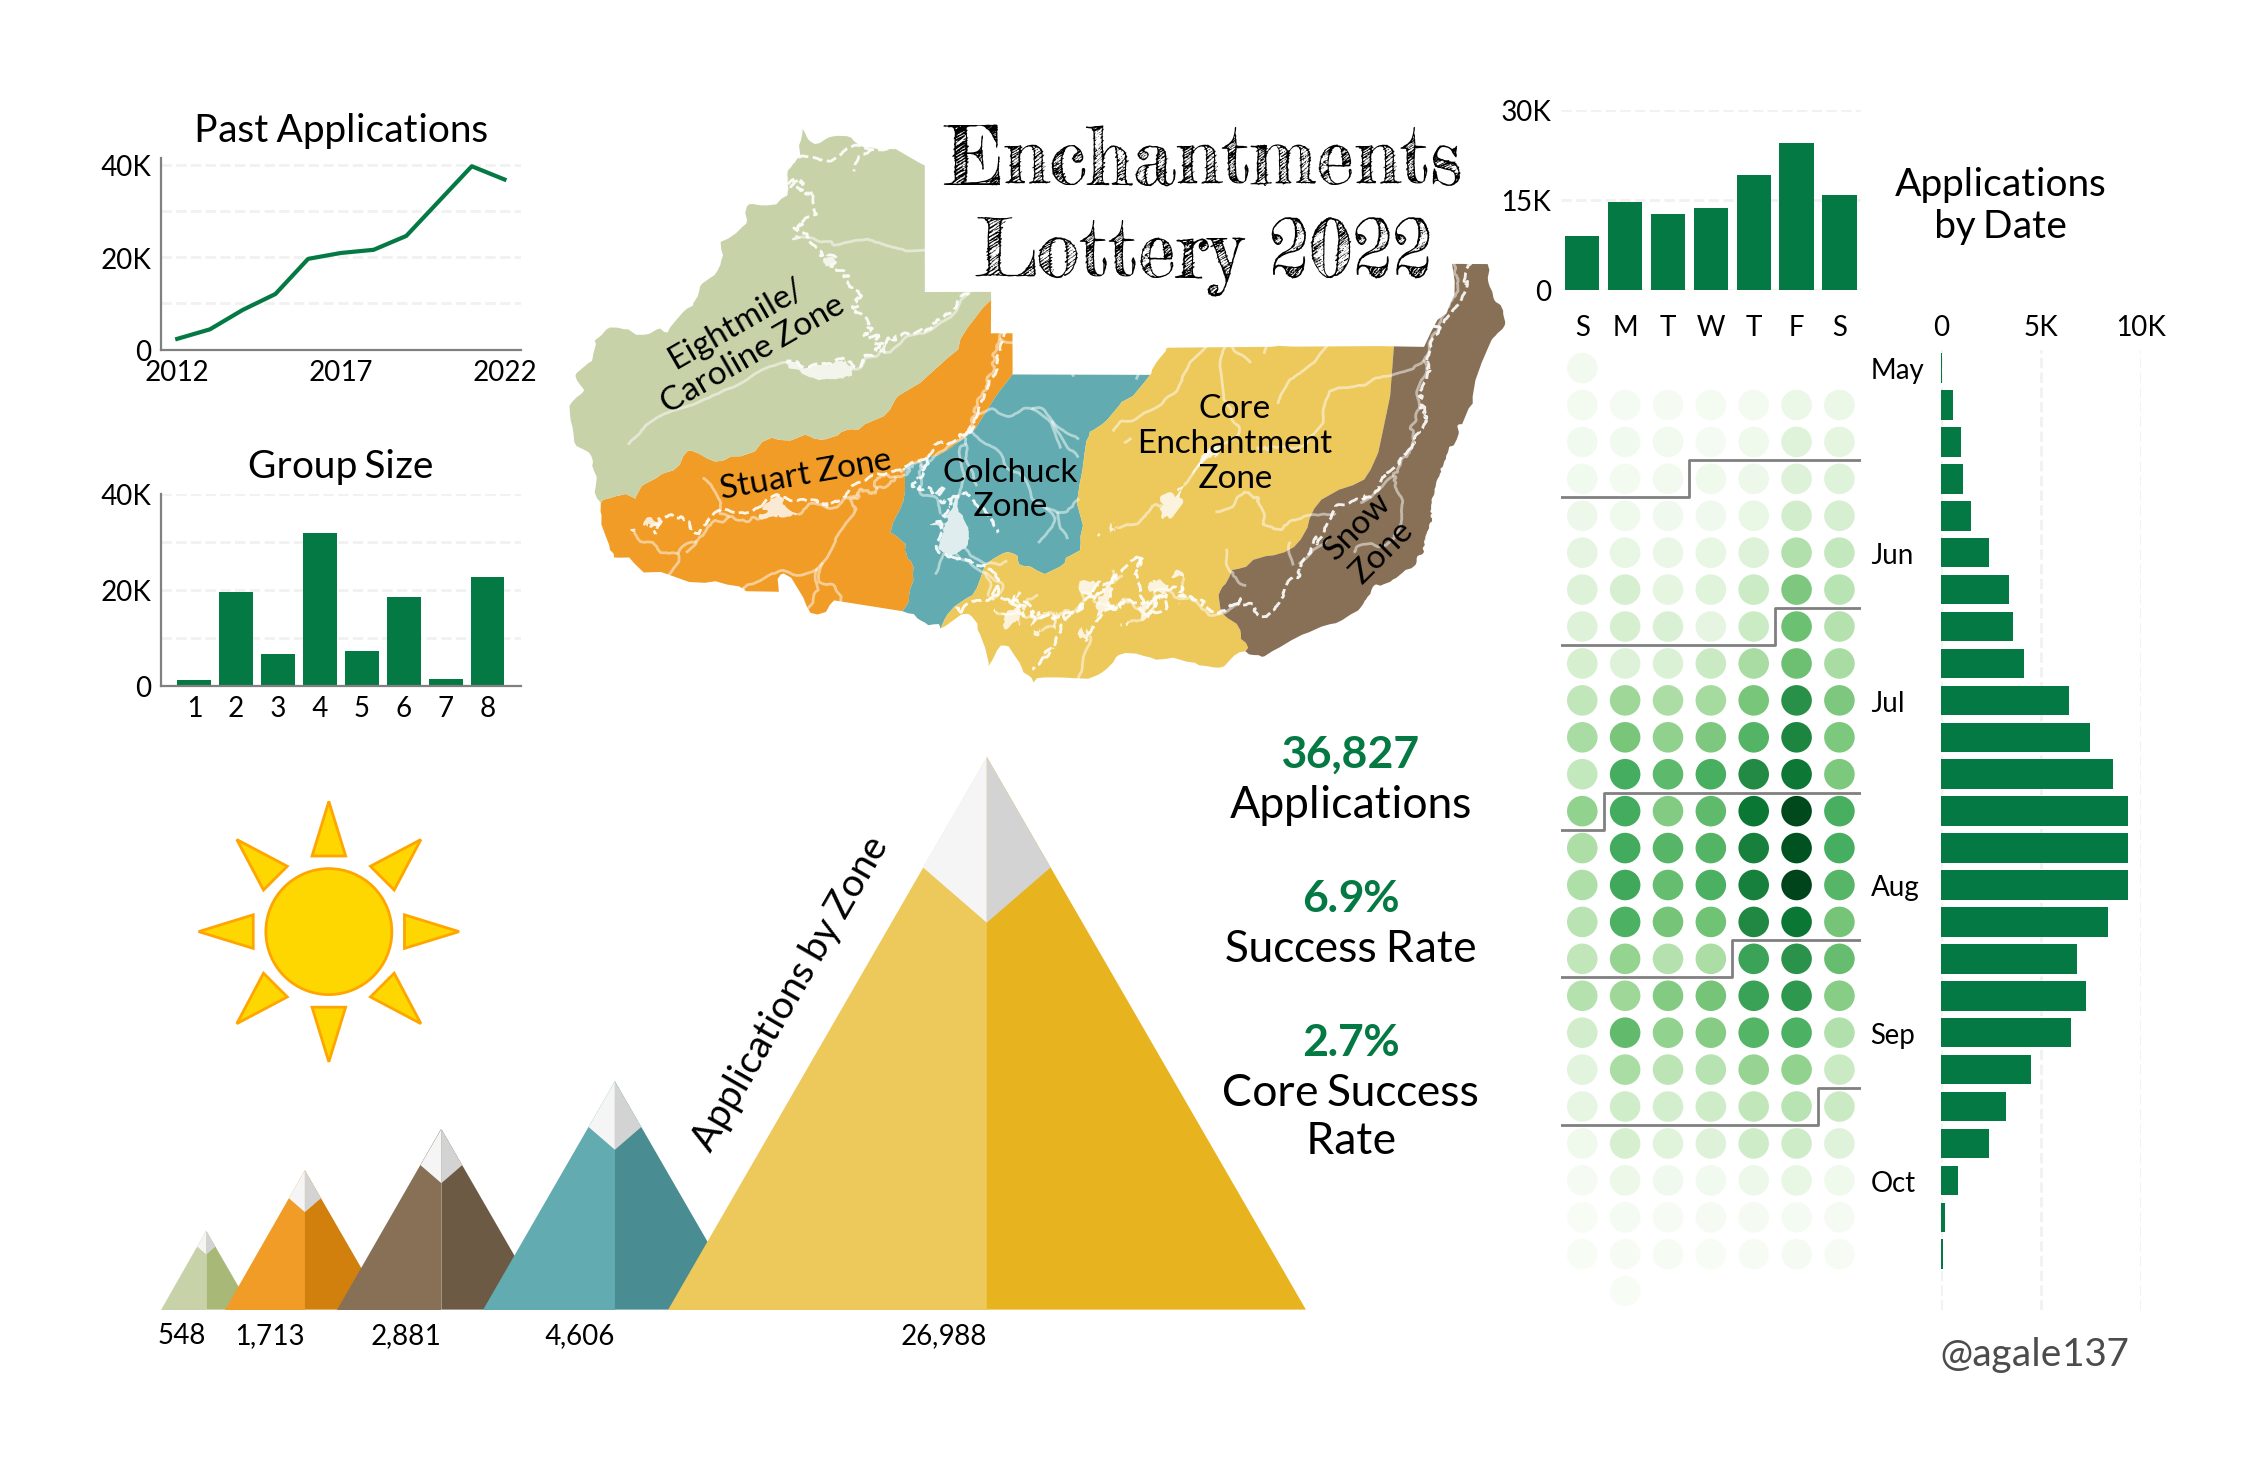 Enchantments
Lottery 2022
Past Applications
40K
20K
0
2012 2017 2022
Group Size
40K
20K
0
1 2 3 4 5 6 7 8
Eightmile/
Caroline Zone
Stuart Zone
Colchuck
Zone
Core
Enchantment
Zone
Snow
Zone
Applications by Zone
548 1,713 2,881 4,606 26,988
36,827
Applications
6.9%
Success Rate
2.7%
Core Success
Rate
30K
15K
0
S M T W T F S
Applications
by Date
0 5K 10K
May
Jun
Jul
Aug
Sep
Oct
@agale137